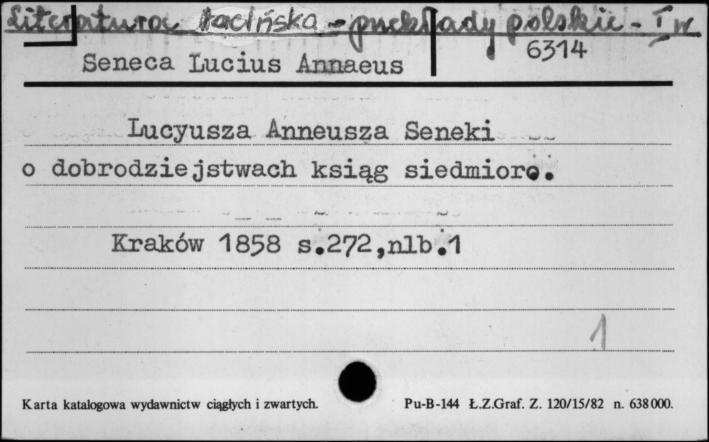 Literatura łacińska - przekłady polskie - I w
6314
Seneca Lucius Annaeus
Lucyusza Anneusza Seneki
o dobrodziejstwach ksiąg siedmioro.
Kraków 1858 s.272,nlb.1
1
Karta katalogowa wydawnictw ciągłych i zwartych. Pu-B-144 Ł.Z.Graf. Z. 120/15/82 n. 638000.